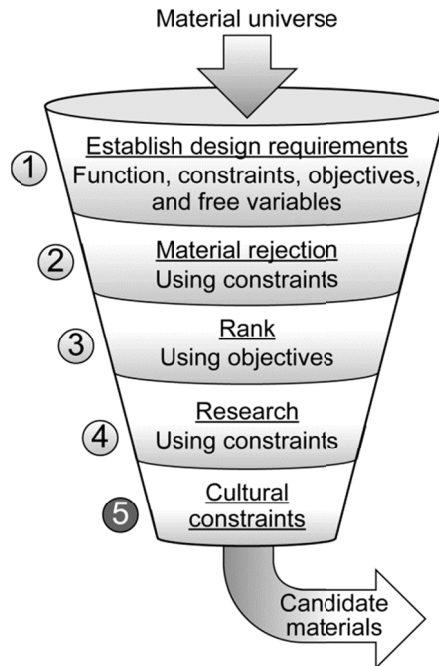 Material universe
Establish design requirements
1
Function, constraints, objectives,
and free variables
Material rejection
2
Using constraints
Rank
3
Using objectives
Research
4
Using constraints
Cultural
5
constraints
Candidate
materials